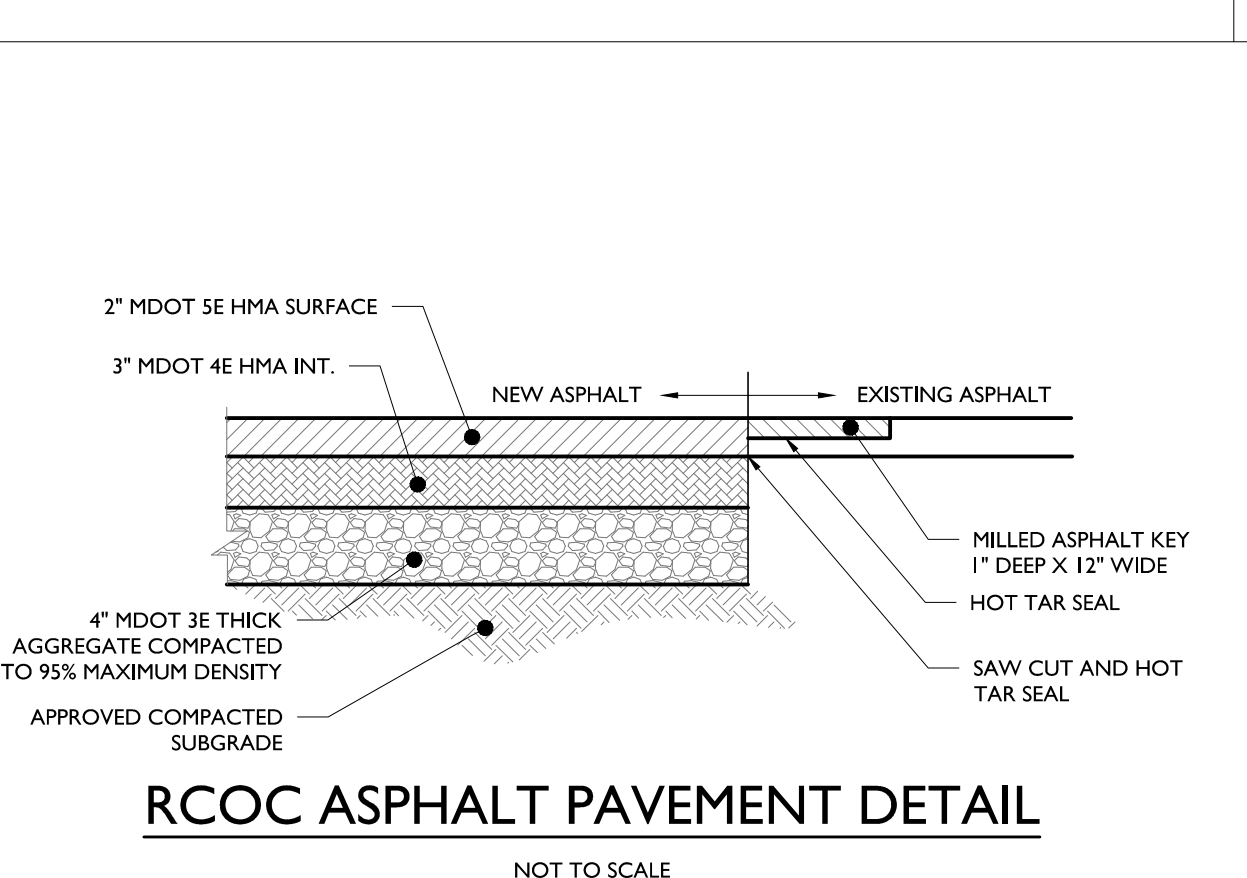 2" MDOT 5E HMA SURFACE
3" MDOT 4E HMA INT.
NEW ASPHALT
EXISTING ASPHALT
MILLED ASPHALT KEY
1" DEEP X 12" WIDE
HOT TAR SEAL
SAW CUT AND HOT
TAR SEAL
4" MDOT 3E THICK
AGGREGATE COMPACTED
TO 95% MAXIMUM DENSITY
APPROVED COMPACTED
SUBGRADE
RCOC ASPHALT PAVEMENT DETAIL
NOT TO SCALE